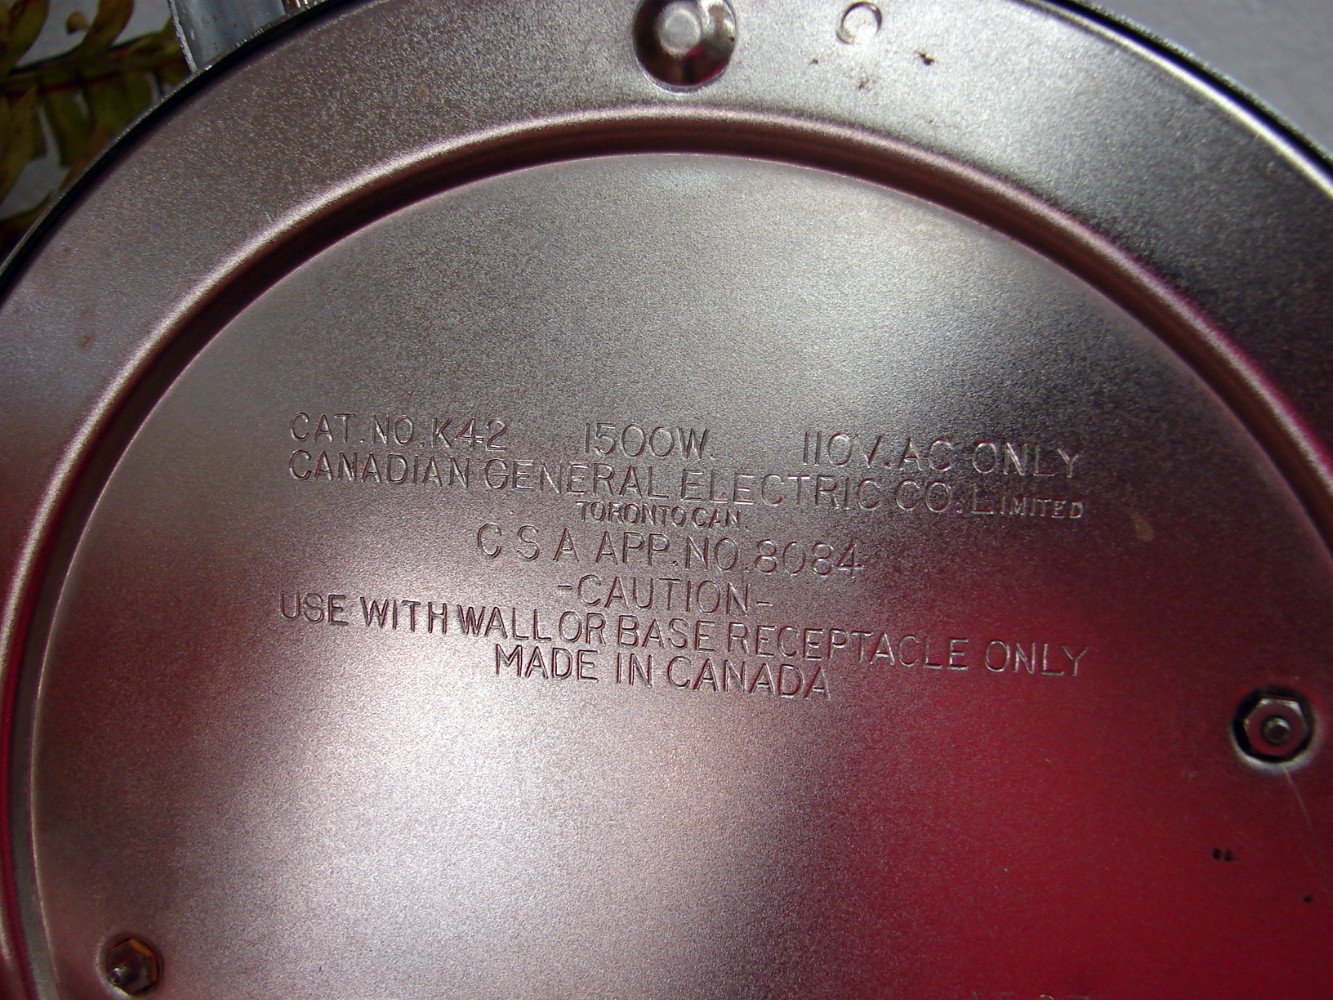 CAT.NO.K42 1500W. 110V.AC ONLY
CANADIAN GENERAL ELECTRIC CO.LIMITED
TORONTO CAN.
C S A APP.NO.8084
-CAUTION-
USE WITH WALL OR BASE RECEPTACLE ONLY
MADE IN CANADA